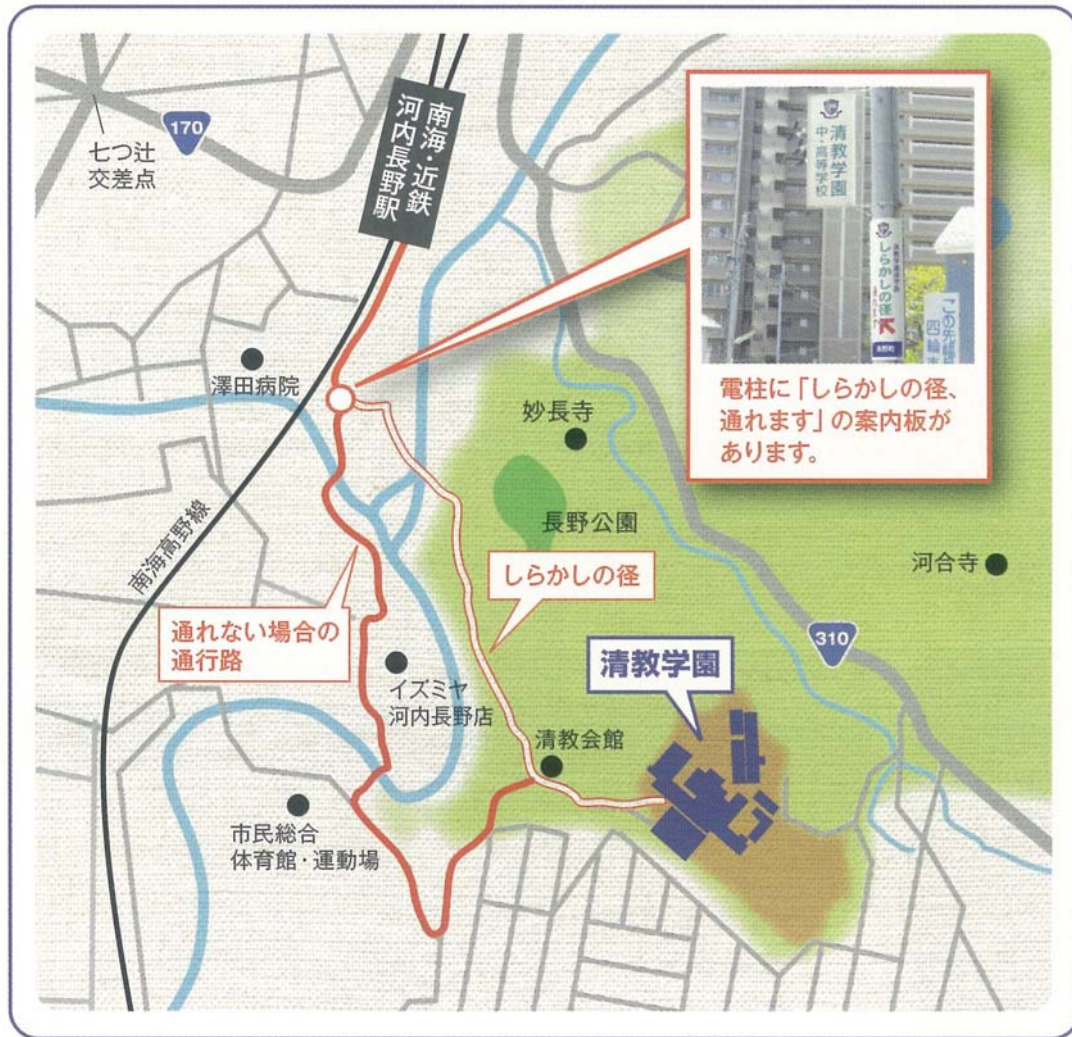 170
七つ辻
交差点
南海・近鉄
河内長野駅
清教学園
中・高等学校
しらかしの径
この先
四輪
電柱に「しらかしの径、
通れます」の案内板が
あります。
澤田病院
妙長寺
長野公園
南海高野線
しらかしの径
河合寺
通れない場合の
通行路
310
清教学園
イズミヤ
河内長野店
清教会館
市民総合
体育館・運動場